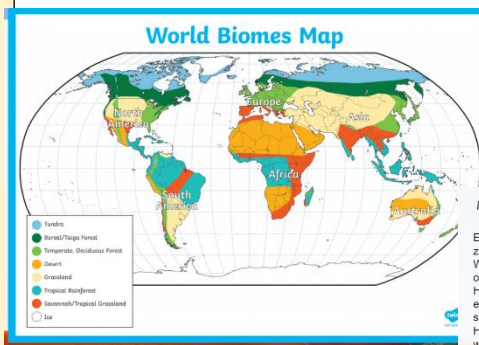 World Biomes Map
North
America
Europe
Asia
Africa
South
America
Australia
Tundra
Boreal/Taiga Forest
Temperate, Deciduous Forest
Desert
Grassland
Tropical Rainforest
Savannah/Tropical Grassland
Ice